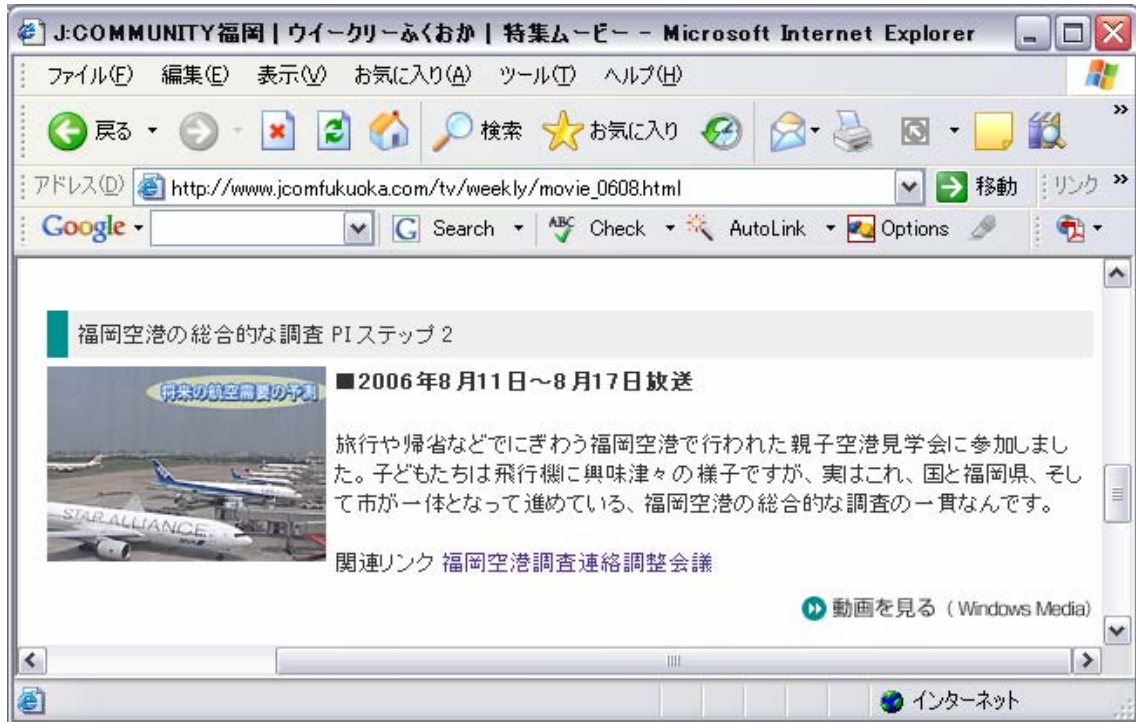 J:COMMUNITY福岡 | ウイークリーふくおか | 特集ムービー - Microsoft Internet Explorer
ファイル(F) 編集(E) 表示(V) お気に入り(A) ツール(T) ヘルプ(H)
戻る 検索 お気に入り
アドレス(D) http://www.jcomfukuoka.com/tv/weekly/movie_0608.html 移動 リンク
Google G Search ABC Check AutoLink Options
福岡空港の総合的な調査 PIステップ2
将来の航空需要の予測
STAR ALLIANCE
■2006年8月11日～8月17日放送
旅行や帰省などでにぎわう福岡空港で行われた親子空港見学会に参加しまし
た。子どもたちは飛行機に興味津々の様子ですが、実はこれ、国と福岡県、そし
て市が一体となって進めている、福岡空港の総合的な調査の一貫なんです。
関連リンク 福岡空港調査連絡調整会議
動画を見る ( Windows Media)
インターネット